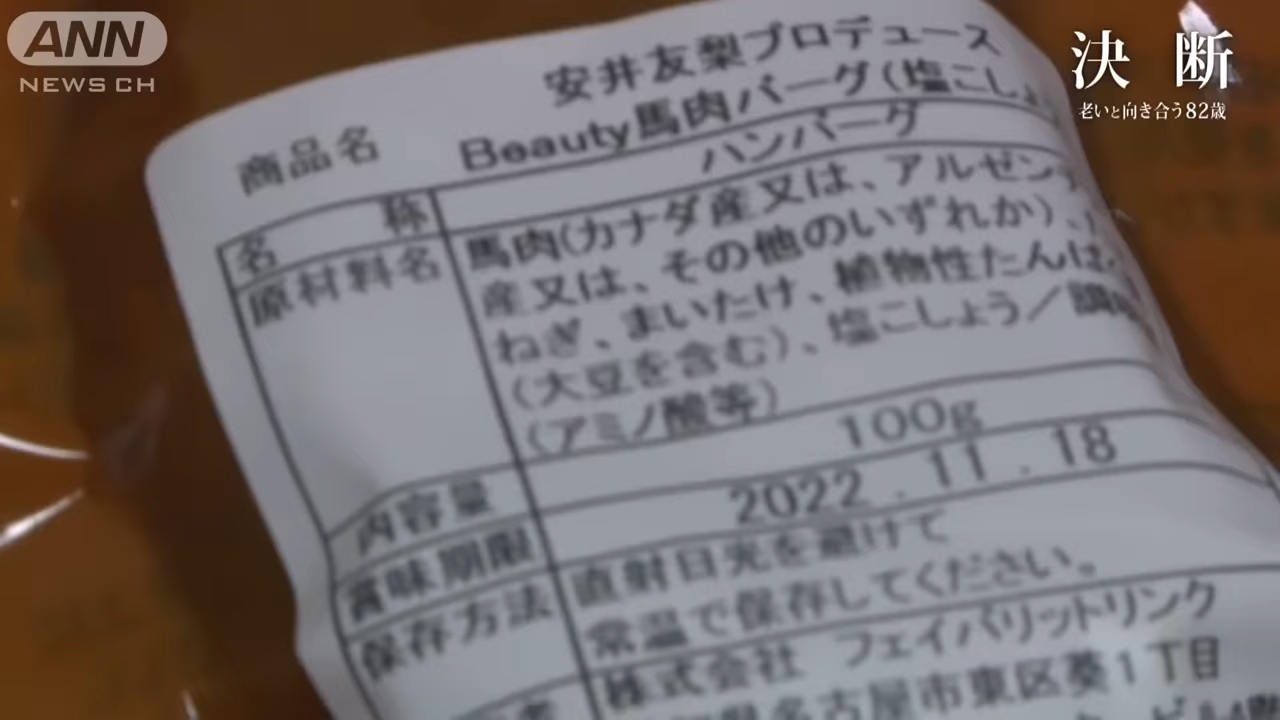 ANN
NEWS CH
決 断
老いと向き合う82歳
安井友梨プロデュース
商品名 Beauty馬肉バーグ(塩こしょ
名 称 ハンバーグ
原材料名 馬肉(カナダ産又は、アルゼンチ
産又は、その他のいずれか)、
ねぎ、まいたけ、植物性たんぱ
(大豆を含む)、塩こしょう/調
(アミノ酸等)
内容量 100g
賞味期限 2022.11.18
保存方法 直射日光を避けて
常温で保存してください。
株式会社 フェイバリットリンク
名古屋市東区葵1丁目